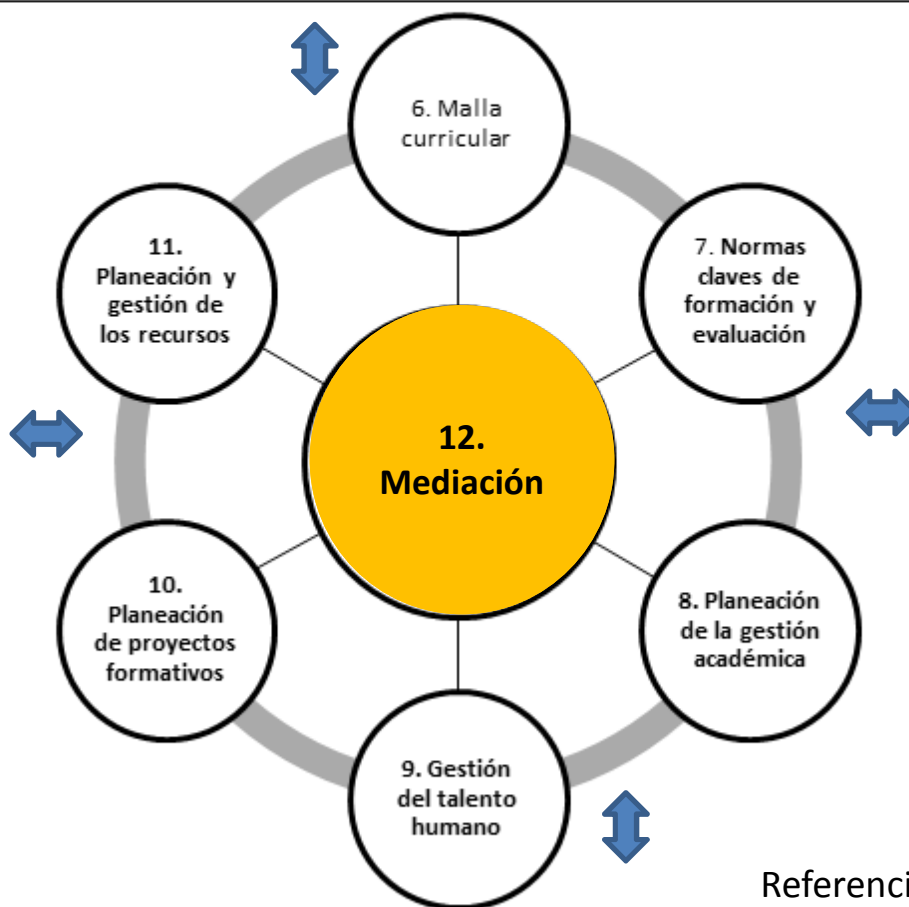 6. Malla
curricular
7. Normas
claves de
formación y
evaluación
8. Planeación
de la gestión
académica
9. Gestión
del talento
humano
10.
Planeación
de proyectos
formativos
11.
Planeación y
gestión de
los recursos
12.
Mediación
Referenci